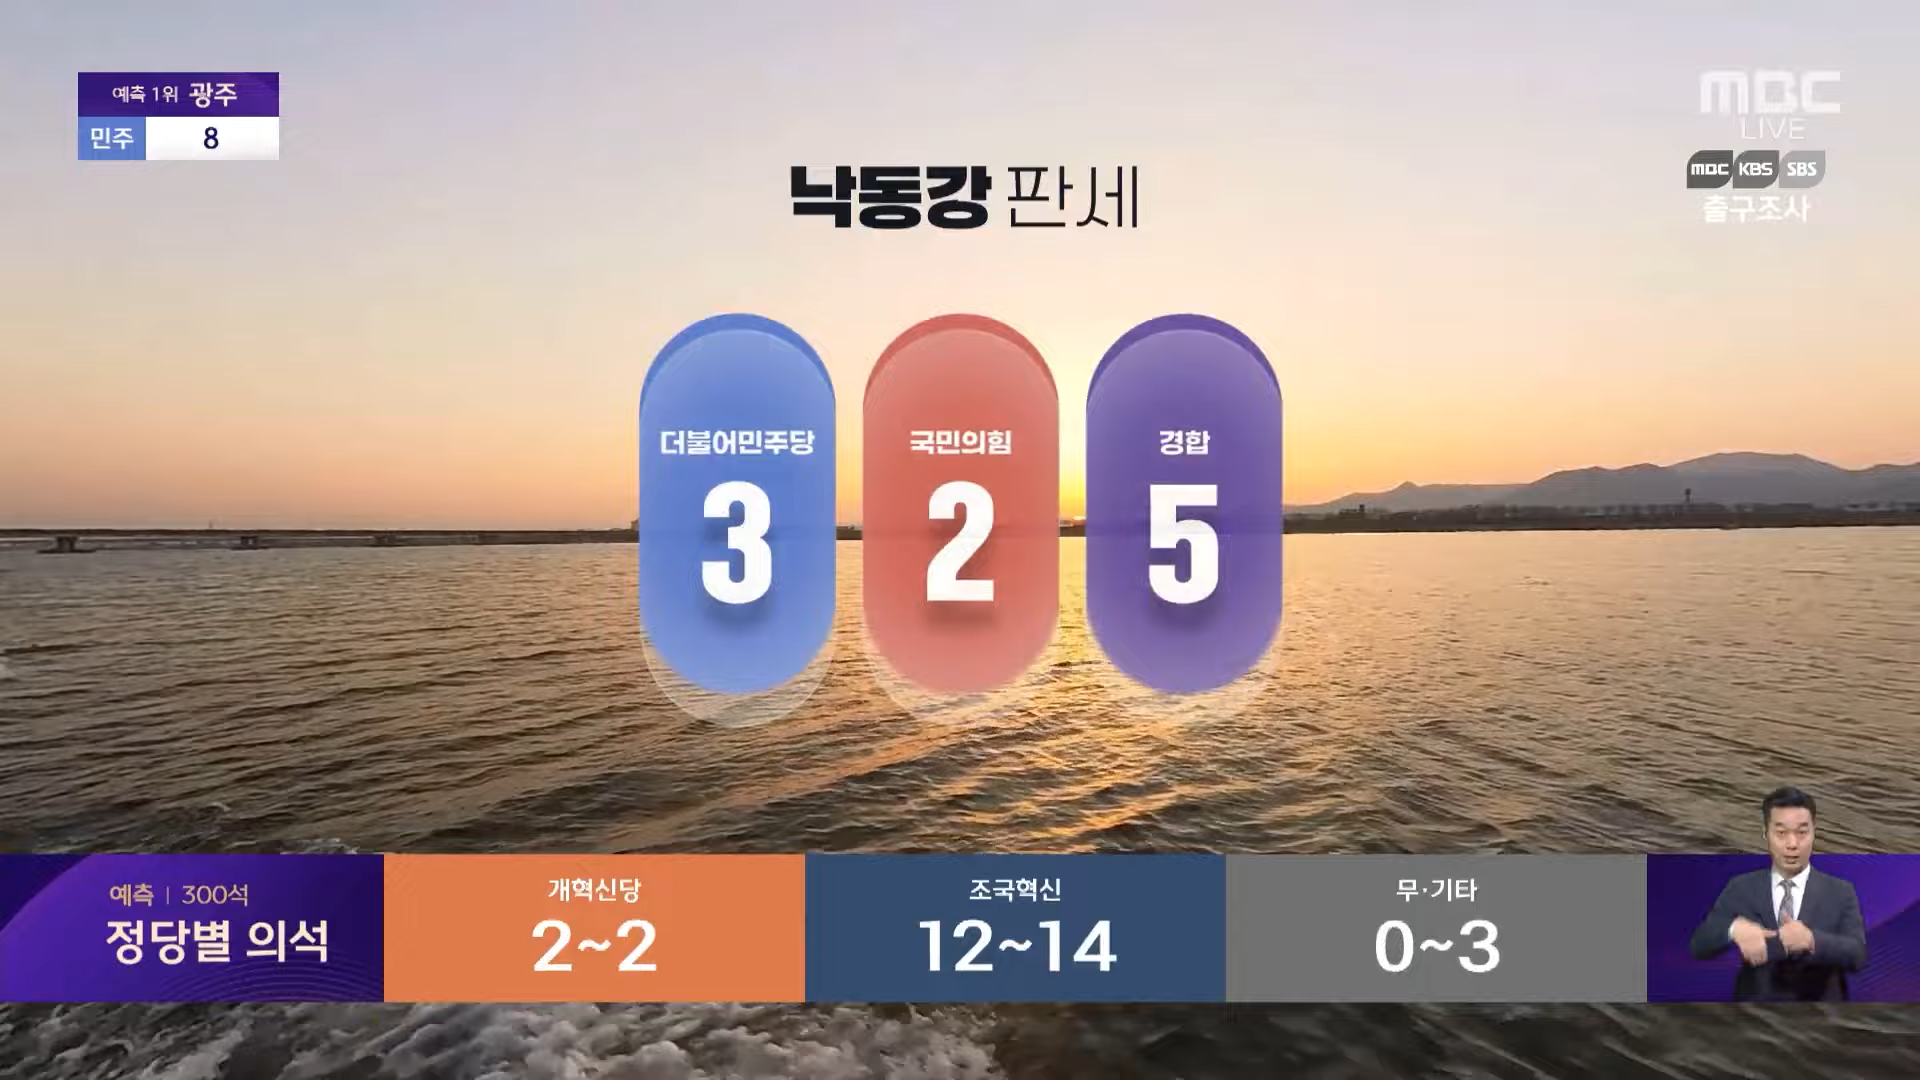 예측 1위 광주
민주 8
MBC
LIVE
MBC KBS SBS
출구조사
낙동강 판세
더불어민주당 국민의힘 경합
3 2 5
예측 | 300석
정당별 의석
개혁신당
2~2
조국혁신
12~14
무·기타
0~3